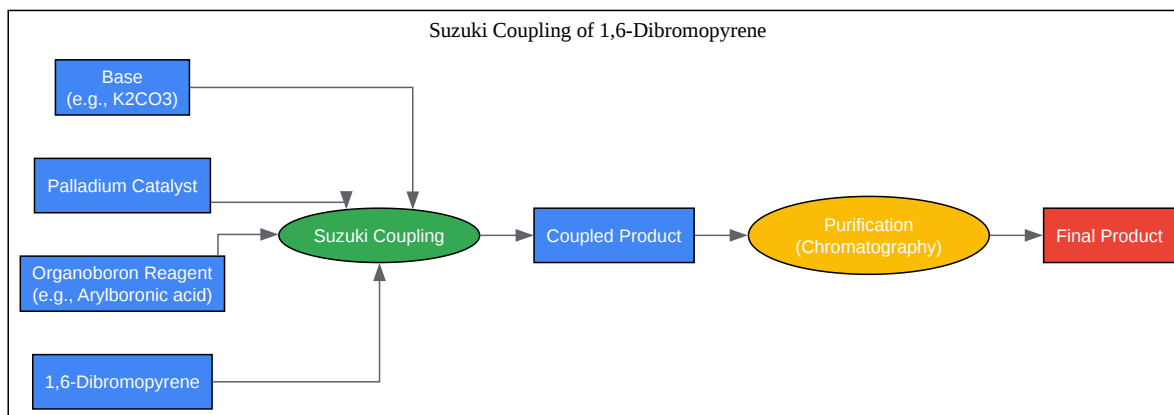 Suzuki Coupling of 1,6-Dibromopyrene
Base
(e.g., K2CO3)
Palladium Catalyst
Organoboron Reagent
(e.g., Arylboronic acid)
1,6-Dibromopyrene
Suzuki Coupling
Coupled Product
Purification
(Chromatography)
Final Product